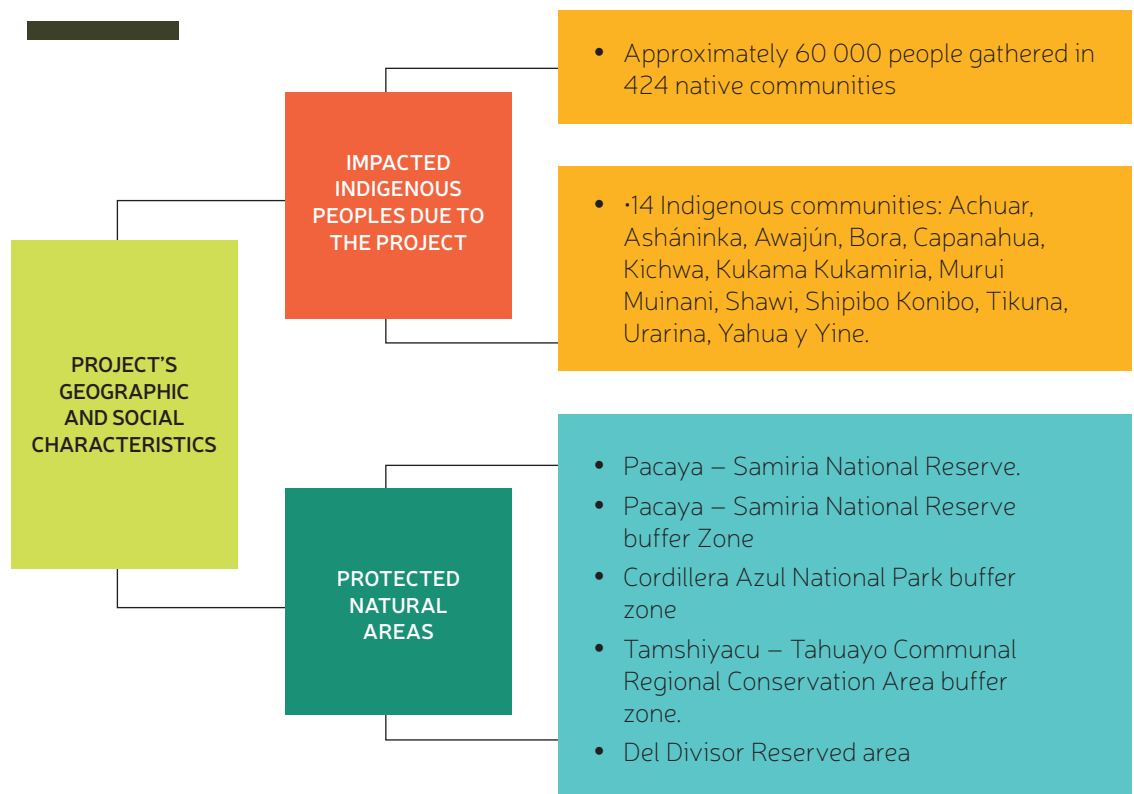 PROJECT'S
GEOGRAPHIC
AND SOCIAL
CHARACTERISTICS
IMPACTED
INDIGENOUS
PEOPLES DUE TO
THE PROJECT
• Approximately 60 000 people gathered in
424 native communities
• ·14 Indigenous communities: Achuar,
Asháninka, Awajún, Bora, Capanahua,
Kichwa, Kukama Kukamiria, Murui
Muinani, Shawi, Shipibo Konibo, Tikuna,
Urarina, Yahua y Yine.
PROTECTED
NATURAL
AREAS
• Pacaya – Samiria National Reserve.
• Pacaya – Samiria National Reserve
buffer Zone
• Cordillera Azul National Park buffer
zone
• Tamshiyacu – Tahuayo Communal
Regional Conservation Area buffer
zone.
• Del Divisor Reserved area